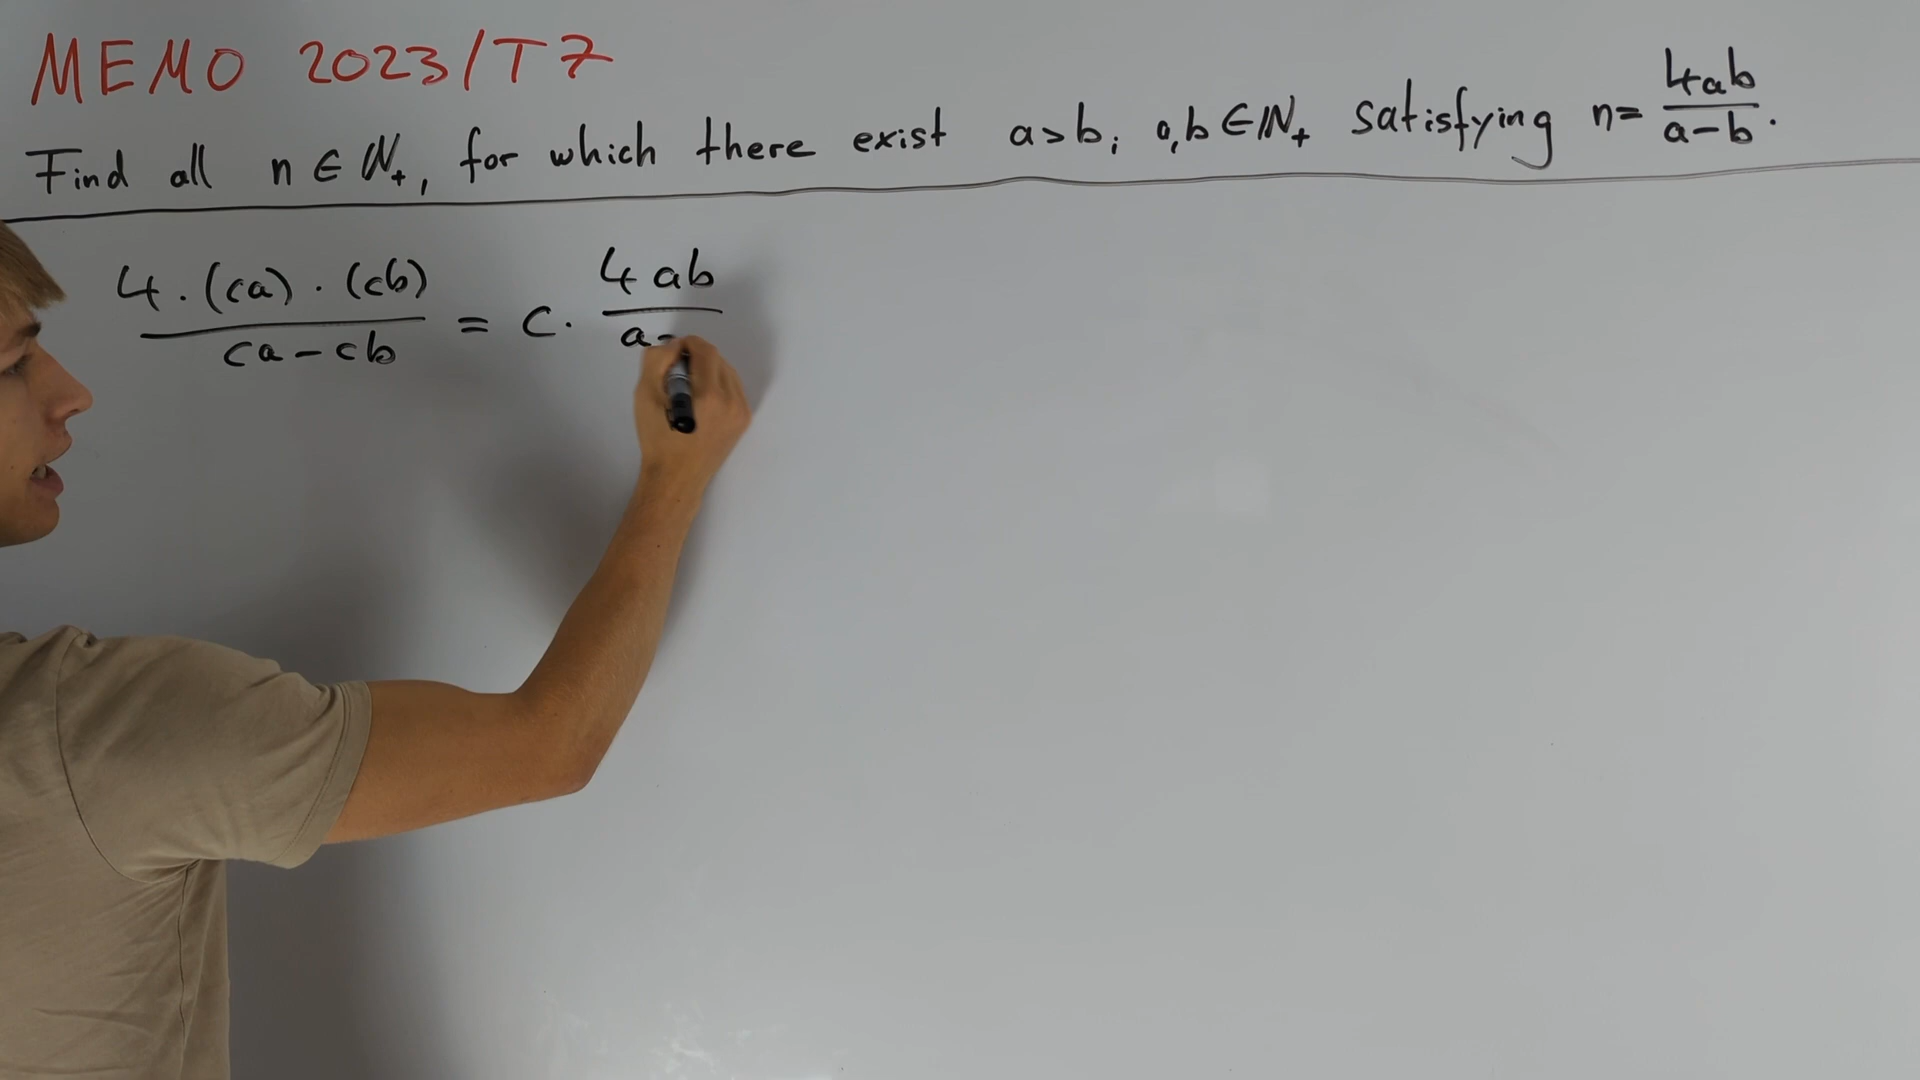 MEMO 2023/T7
Find all n ∈ ℕ₊, for which there exist a>b; a,b ∈ ℕ₊ satisfying n= 4ab / a-b.
4·(ca)·(cb) / ca-cb = c· 4ab / a-